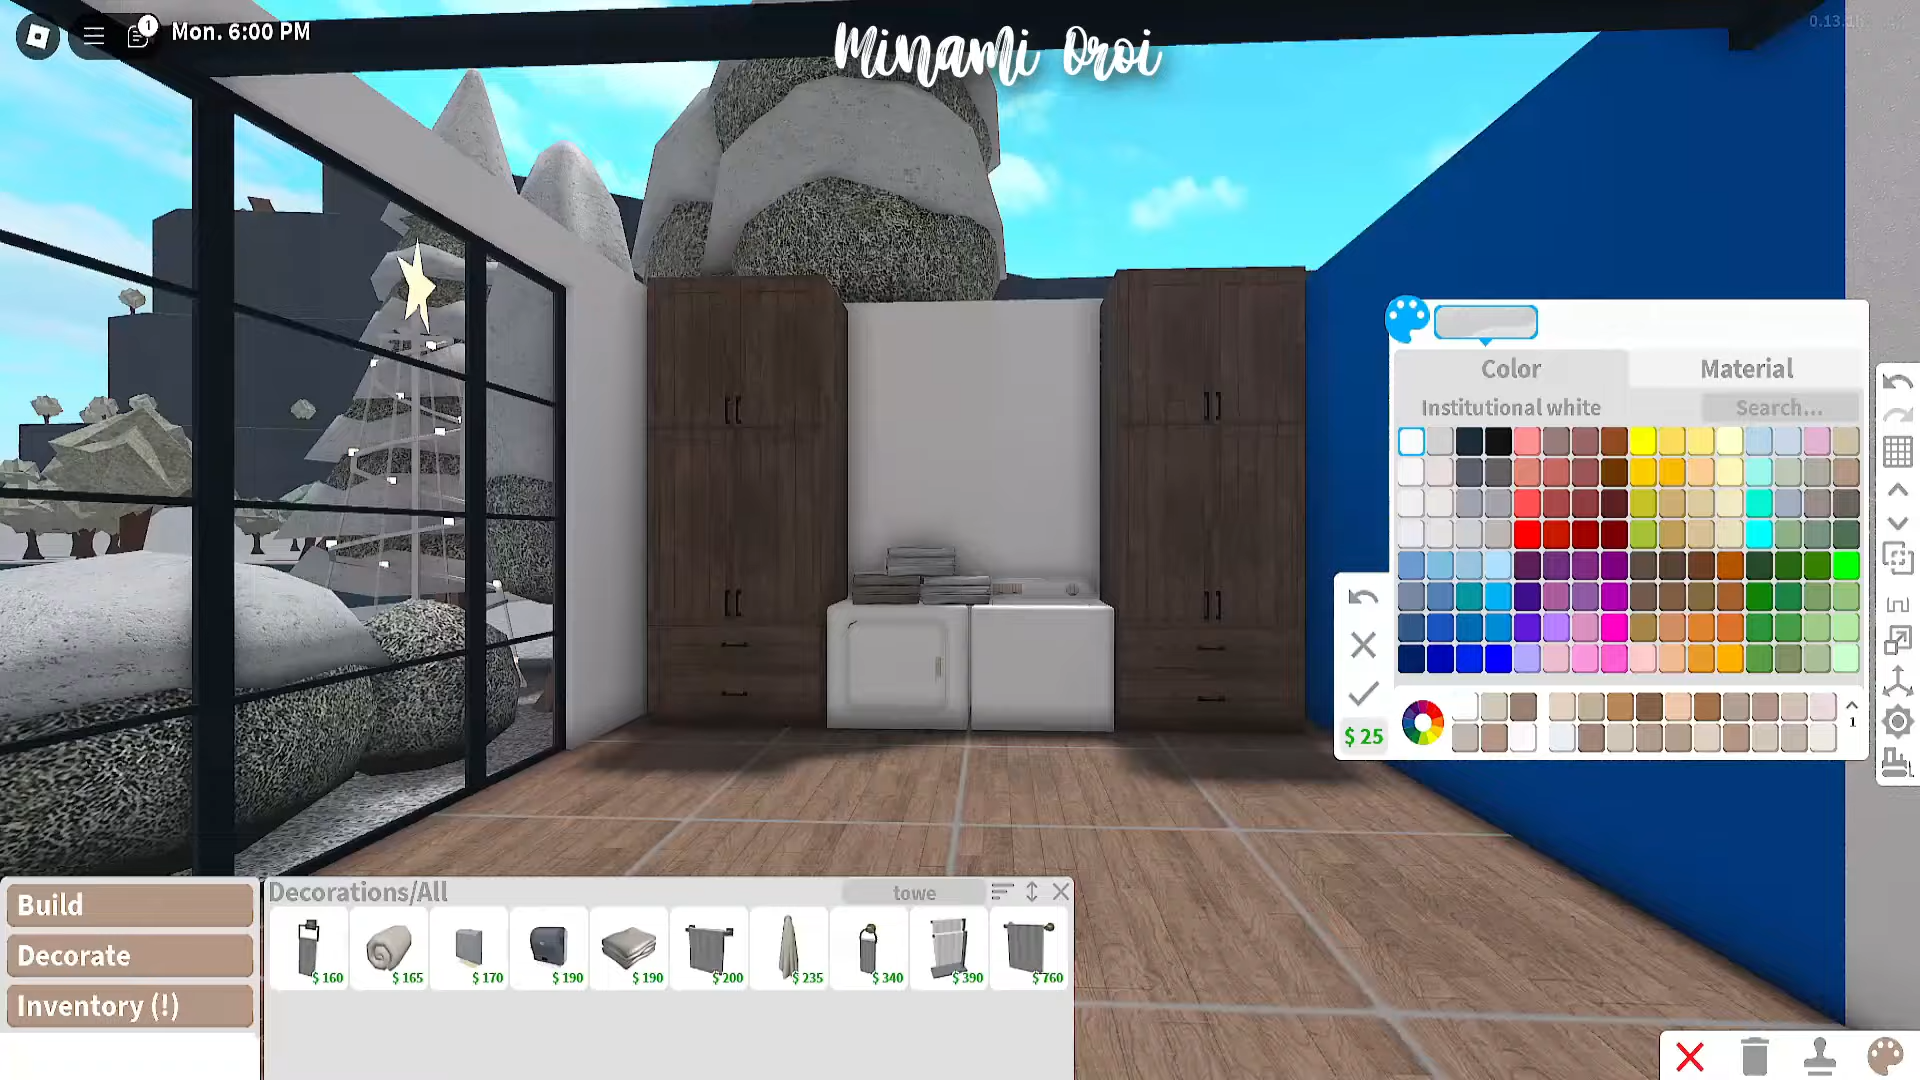 1
Mon. 6:00 PM
Minami Oroi
Color
Material
Institutional white
Search...
$ 25
1
Build
Decorate
Inventory (!)
Decorations/All
towe
$ 160
$ 165
$ 170
$ 190
$ 190
$ 200
$ 235
$ 340
$ 390
$ 760